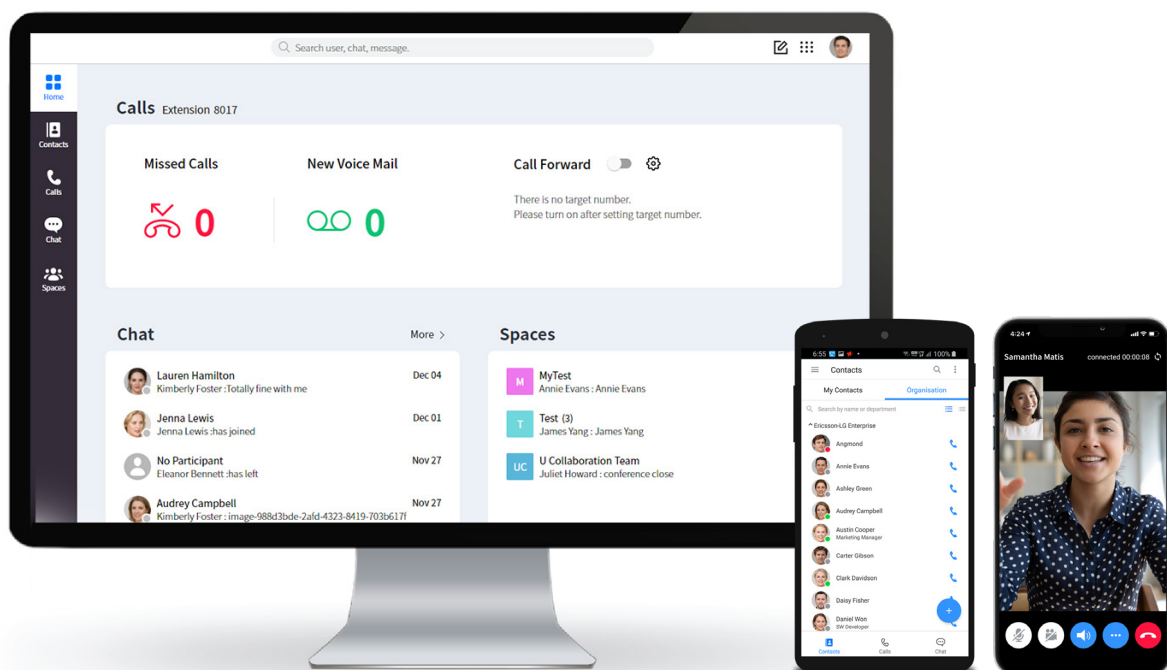 Search user, chat, message.
Home
Contacts
Calls
Chat
Spaces
Calls Extension 8017
Missed Calls
0
New Voice Mail
0
Call Forward
There is no target number.
Please turn on after setting target number.
Chat
More >
Lauren Hamilton
Dec 04
Kimberly Foster :Totally fine with me
Jenna Lewis
Dec 01
Jenna Lewis :has joined
No Participant
Nov 27
Eleanor Bennett :has left
Audrey Campbell
Nov 27
Kimberly Foster : image-988d3bde-2afd-4323-8419-703b617f
Spaces
M
MyTest
Annie Evans : Annie Evans
T
Test (3)
James Yang : James Yang
UC
U Collaboration Team
Juliet Howard : conference close
6:55
100%
Contacts
My Contacts
Organisation
Search by name or department
Ericsson-LG Enterprise
Angmond
Annie Evans
Ashley Green
Audrey Campbell
Austin Cooper
Marketing Manager
Carter Gibson
Clark Davidson
Daisy Fisher
Daniel Won
SW Developer
Contacts
Calls
Chat
4:24
Samantha Matis
connected 00:00:08